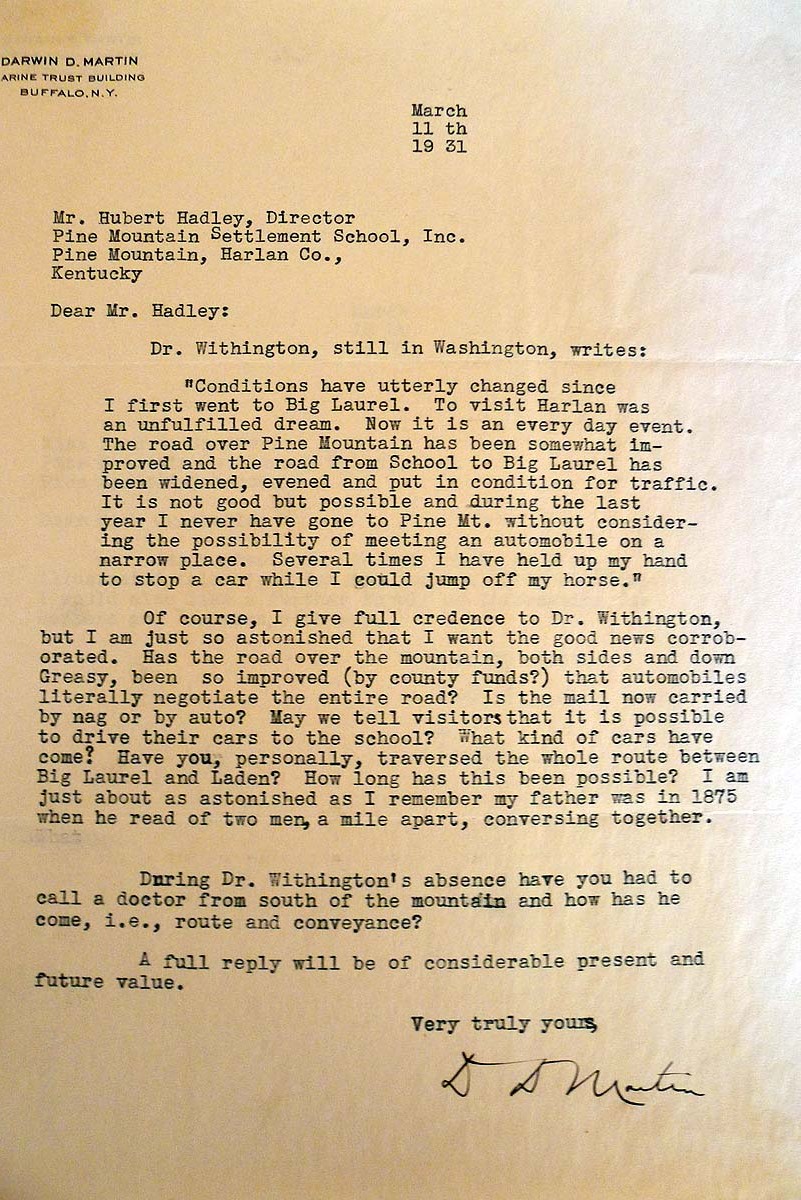 DARWIN D. MARTIN
ARINE TRUST BUILDING
BUFFALO, N.Y.
March
11 th
19 31
Mr. Hubert Hadley, Director
Pine Mountain Settlement School, Inc.
Pine Mountain, Harlan Co.,
Kentucky
Dear Mr. Hadley:
Dr. Withington, still in Washington, writes:
"Conditions have utterly changed since
I first went to Big Laurel. To visit Harlan was
an unfulfilled dream. Now it is an every day event.
The road over Pine Mountain has been somewhat im-
proved and the road from School to Big Laurel has
been widened, evened and put in condition for traffic.
It is not good but possible and during the last
year I never have gone to Pine Mt. without consider-
ing the possibility of meeting an automobile on a
narrow place. Several times I have held up my hand
to stop a car while I could jump off my horse."
Of course, I give full credence to Dr. Withington,
but I am just so astonished that I want the good news corrob-
orated. Has the road over the mountain, both sides and down
Greasy, been so improved (by county funds?) that automobiles
literally negotiate the entire road? Is the mail now carried
by nag or by auto? May we tell visitors that it is possible
to drive their cars to the school? What kind of cars have
come? Have you, personally, traversed the whole route between
Big Laurel and Laden? How long has this been possible? I am
just about as astonished as I remember my father was in 1875
when he read of two men, a mile apart, conversing together.
During Dr. Withington's absence have you had to
call a doctor from south of the mountain and how has he
come, i.e., route and conveyance?
A full reply will be of considerable present and
future value.
Very truly yours,
D D Martin